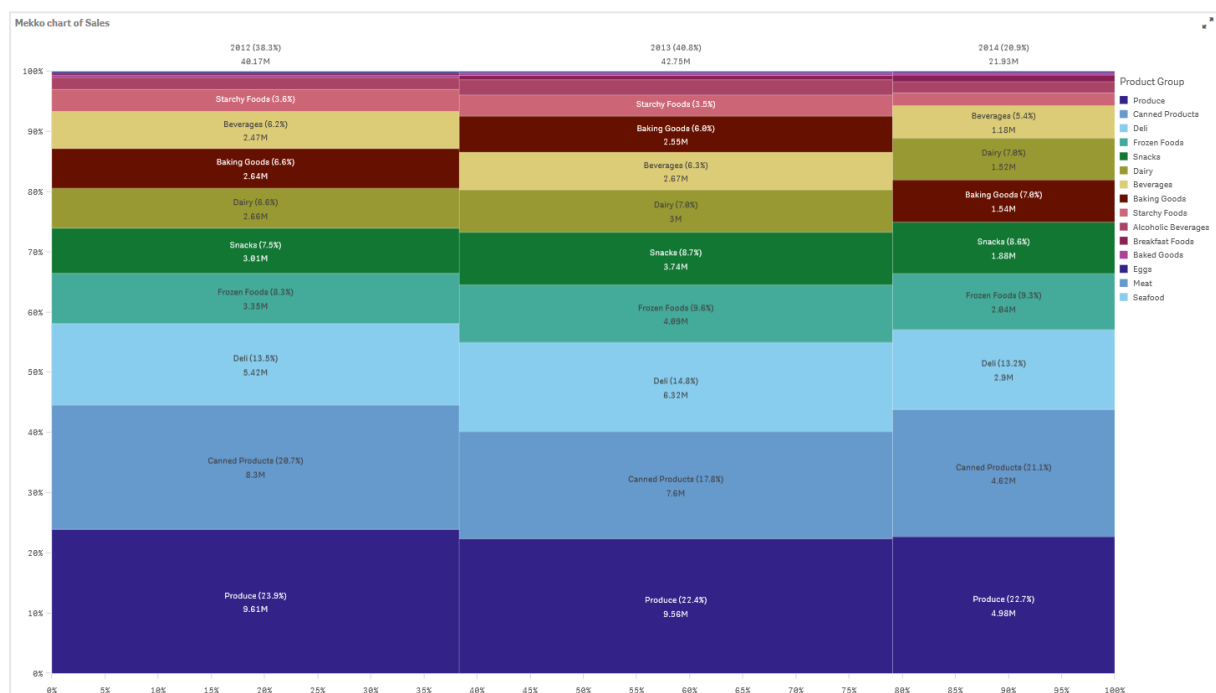 Mekko chart of Sales
2012 (38.3%)
40.17M
2013 (40.8%)
42.75M
2014 (20.9%)
21.93M
100%
90%
80%
70%
60%
50%
40%
30%
20%
10%
0%
Starchy Foods (3.6%)
Beverages (6.2%)
2.47M
Baking Goods (6.6%)
2.64M
Dairy (6.6%)
2.66M
Snacks (7.5%)
3.01M
Frozen Foods (8.3%)
3.35M
Deli (13.5%)
5.42M
Canned Products (20.7%)
8.3M
Produce (23.9%)
9.61M
Starchy Foods (3.5%)
Baking Goods (6.0%)
2.55M
Beverages (6.3%)
2.67M
Dairy (7.0%)
3M
Snacks (8.7%)
3.74M
Frozen Foods (9.6%)
4.09M
Deli (14.8%)
6.32M
Canned Products (17.8%)
7.6M
Produce (22.4%)
9.56M
Beverages (5.4%)
1.18M
Dairy (7.0%)
1.52M
Baking Goods (7.0%)
1.54M
Snacks (8.6%)
1.88M
Frozen Foods (9.3%)
2.04M
Deli (13.2%)
2.9M
Canned Products (21.1%)
4.62M
Produce (22.7%)
4.98M
0% 5% 10% 15% 20% 25% 30% 35% 40% 45% 50% 55% 60% 65% 70% 75% 80% 85% 90% 95% 100%
Product Group
Produce
Canned Products
Deli
Frozen Foods
Snacks
Dairy
Beverages
Baking Goods
Starchy Foods
Alcoholic Beverages
Breakfast Foods
Baked Goods
Eggs
Meat
Seafood